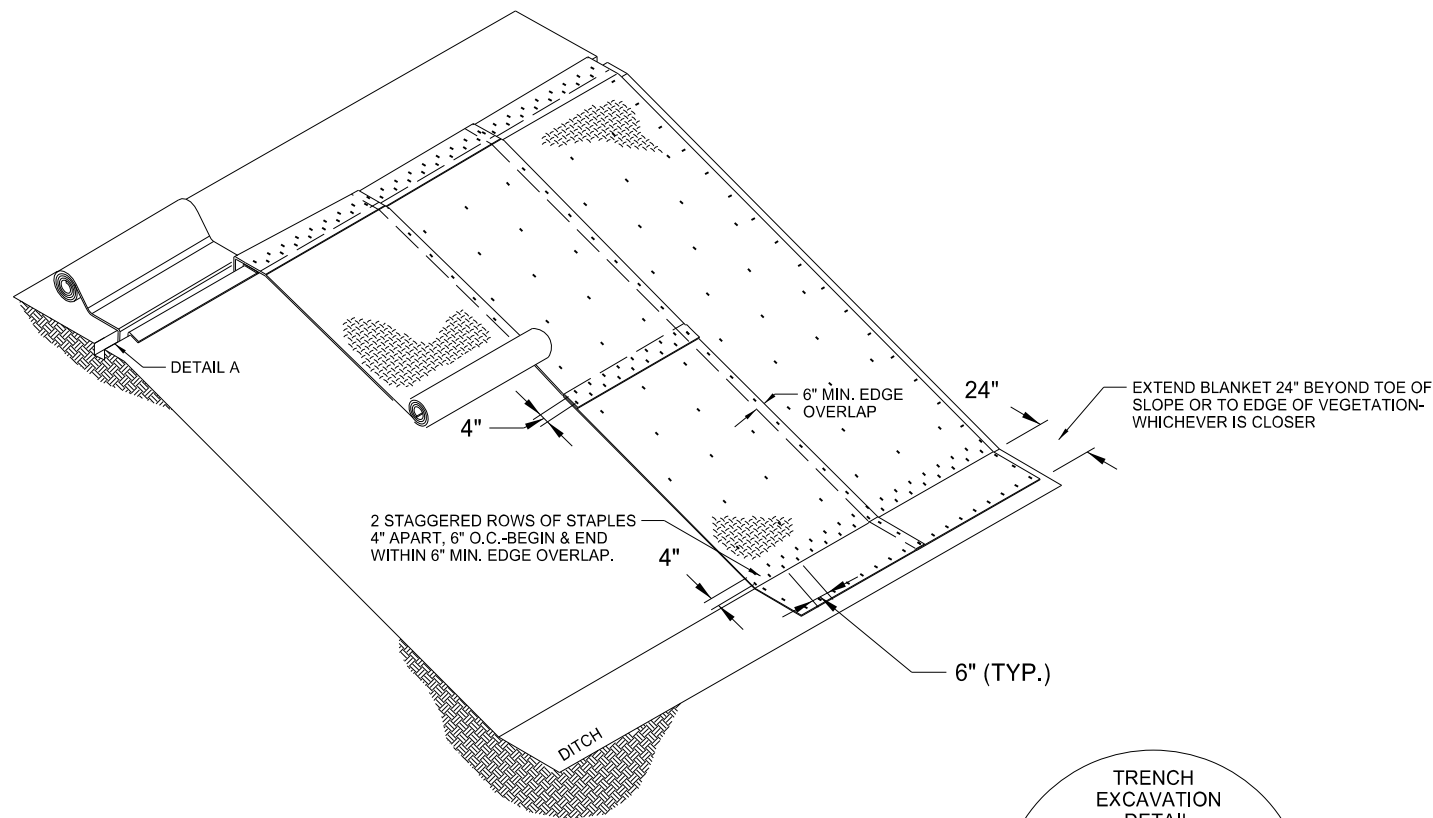 DETAIL A
4"
6" MIN. EDGE
OVERLAP
24"
EXTEND BLANKET 24" BEYOND TOE OF
SLOPE OR TO EDGE OF VEGETATION-
WHICHEVER IS CLOSER
2 STAGGERED ROWS OF STAPLES
4" APART, 6" O.C.-BEGIN & END
WITHIN 6" MIN. EDGE OVERLAP.
4"
6" (TYP.)
DITCH
TRENCH
EXCAVATION
DETAIL